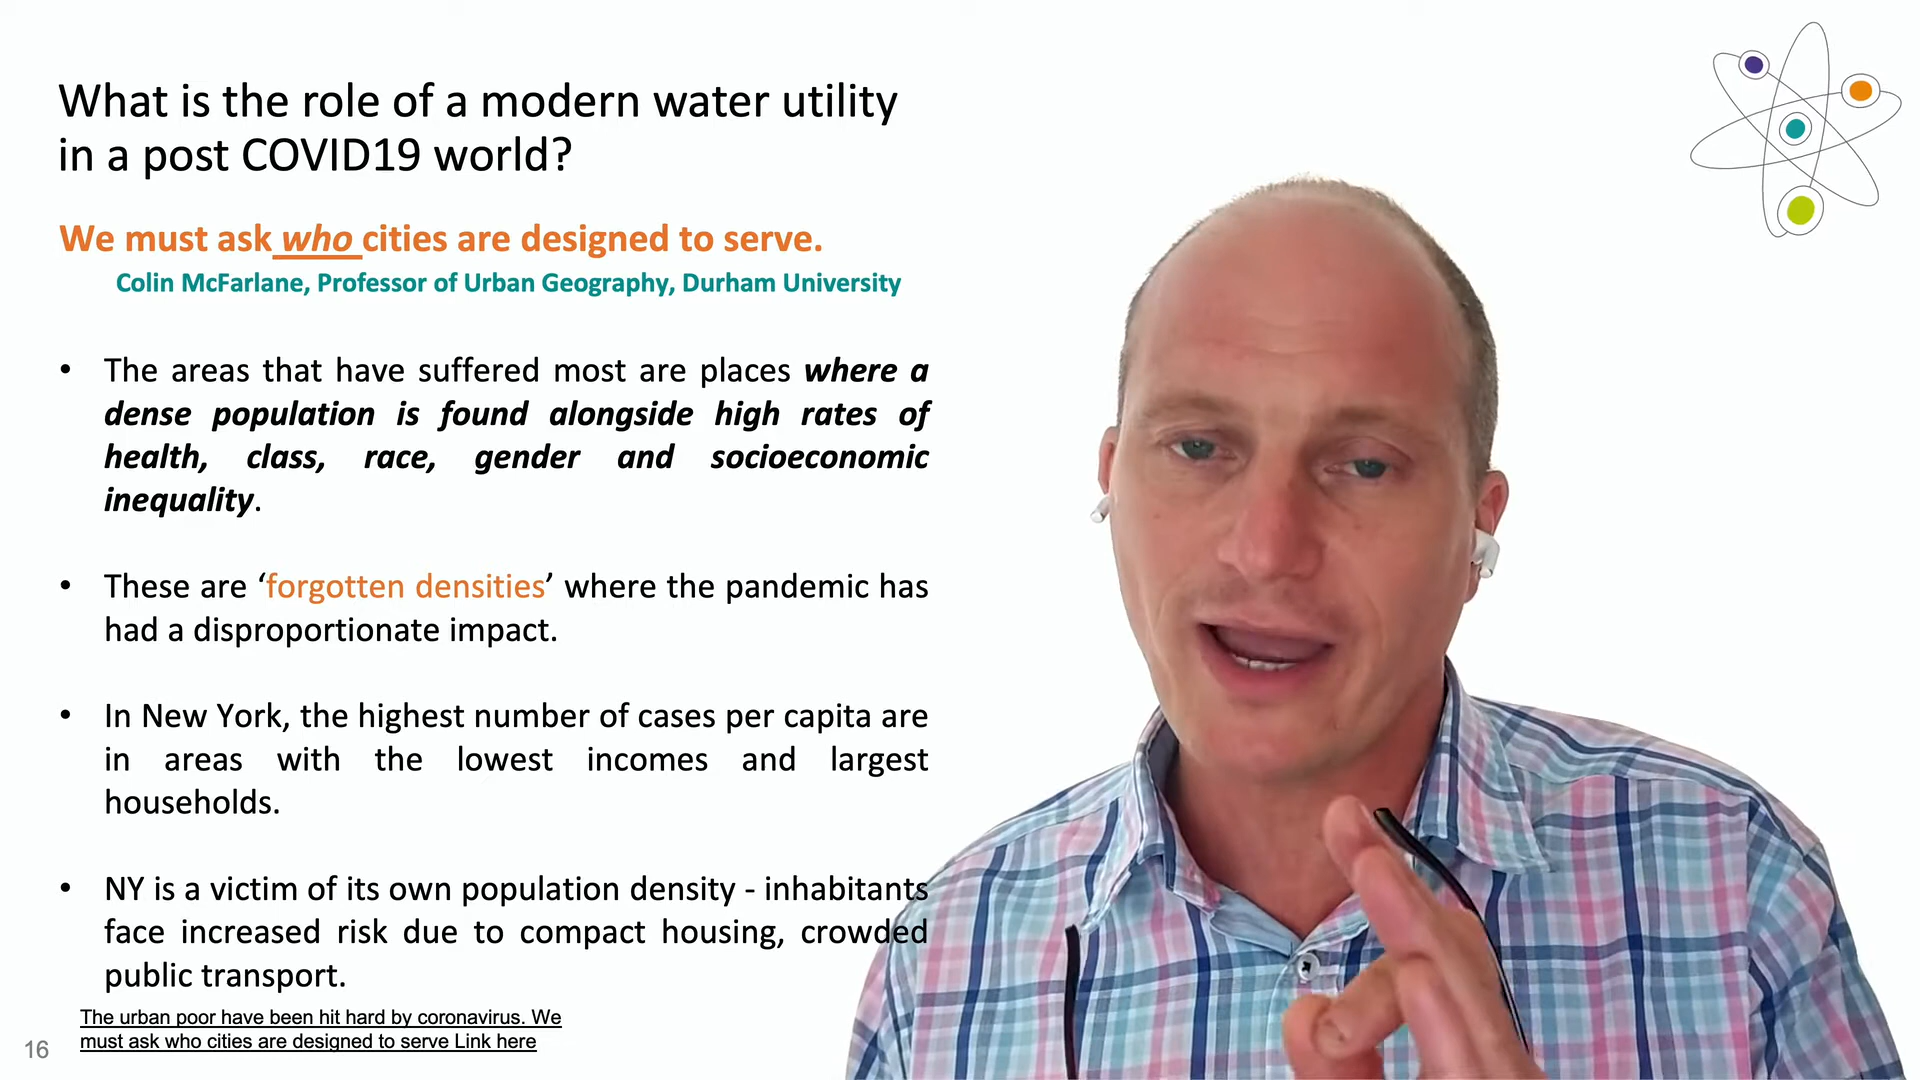 What is the role of a modern water utility
in a post COVID19 world?
We must ask who cities are designed to serve.
Colin McFarlane, Professor of Urban Geography, Durham University
• The areas that have suffered most are places where a
dense population is found alongside high rates of
health, class, race, gender and socioeconomic
inequality.
• These are ‘forgotten densities’ where the pandemic has
had a disproportionate impact.
• In New York, the highest number of cases per capita are
in areas with the lowest incomes and largest
households.
• NY is a victim of its own population density - inhabitants
face increased risk due to compact housing, crowded
public transport.
The urban poor have been hit hard by coronavirus. We
must ask who cities are designed to serve Link here
16